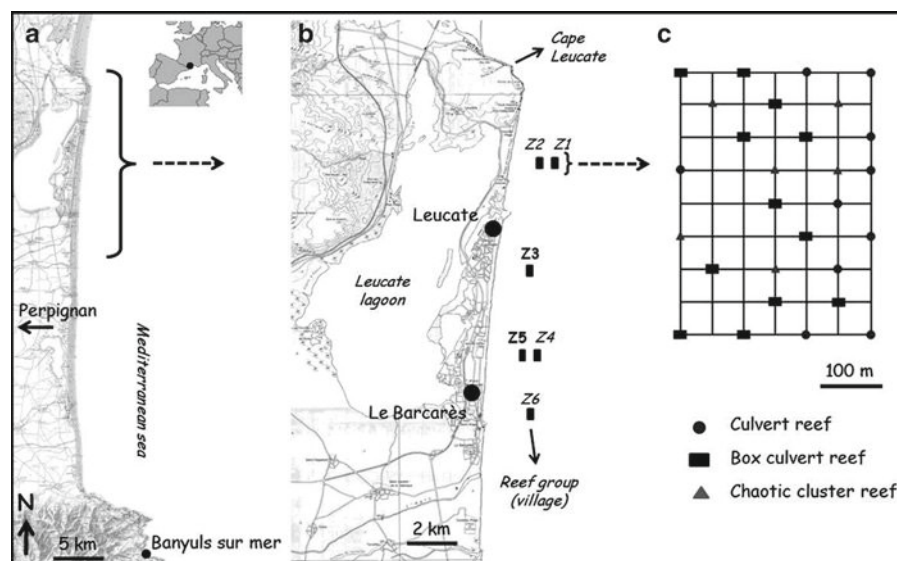 a
Perpignan
Mediterranean sea
N
5 km
Banyuls sur mer
b
Cape
Leucate
Z2
Z1
Leucate
Z3
Leucate
lagoon
Z5
Z4
Le Barcarès
Z6
Reef group
(village)
2 km
c
100 m
Culvert reef
Box culvert reef
Chaotic cluster reef